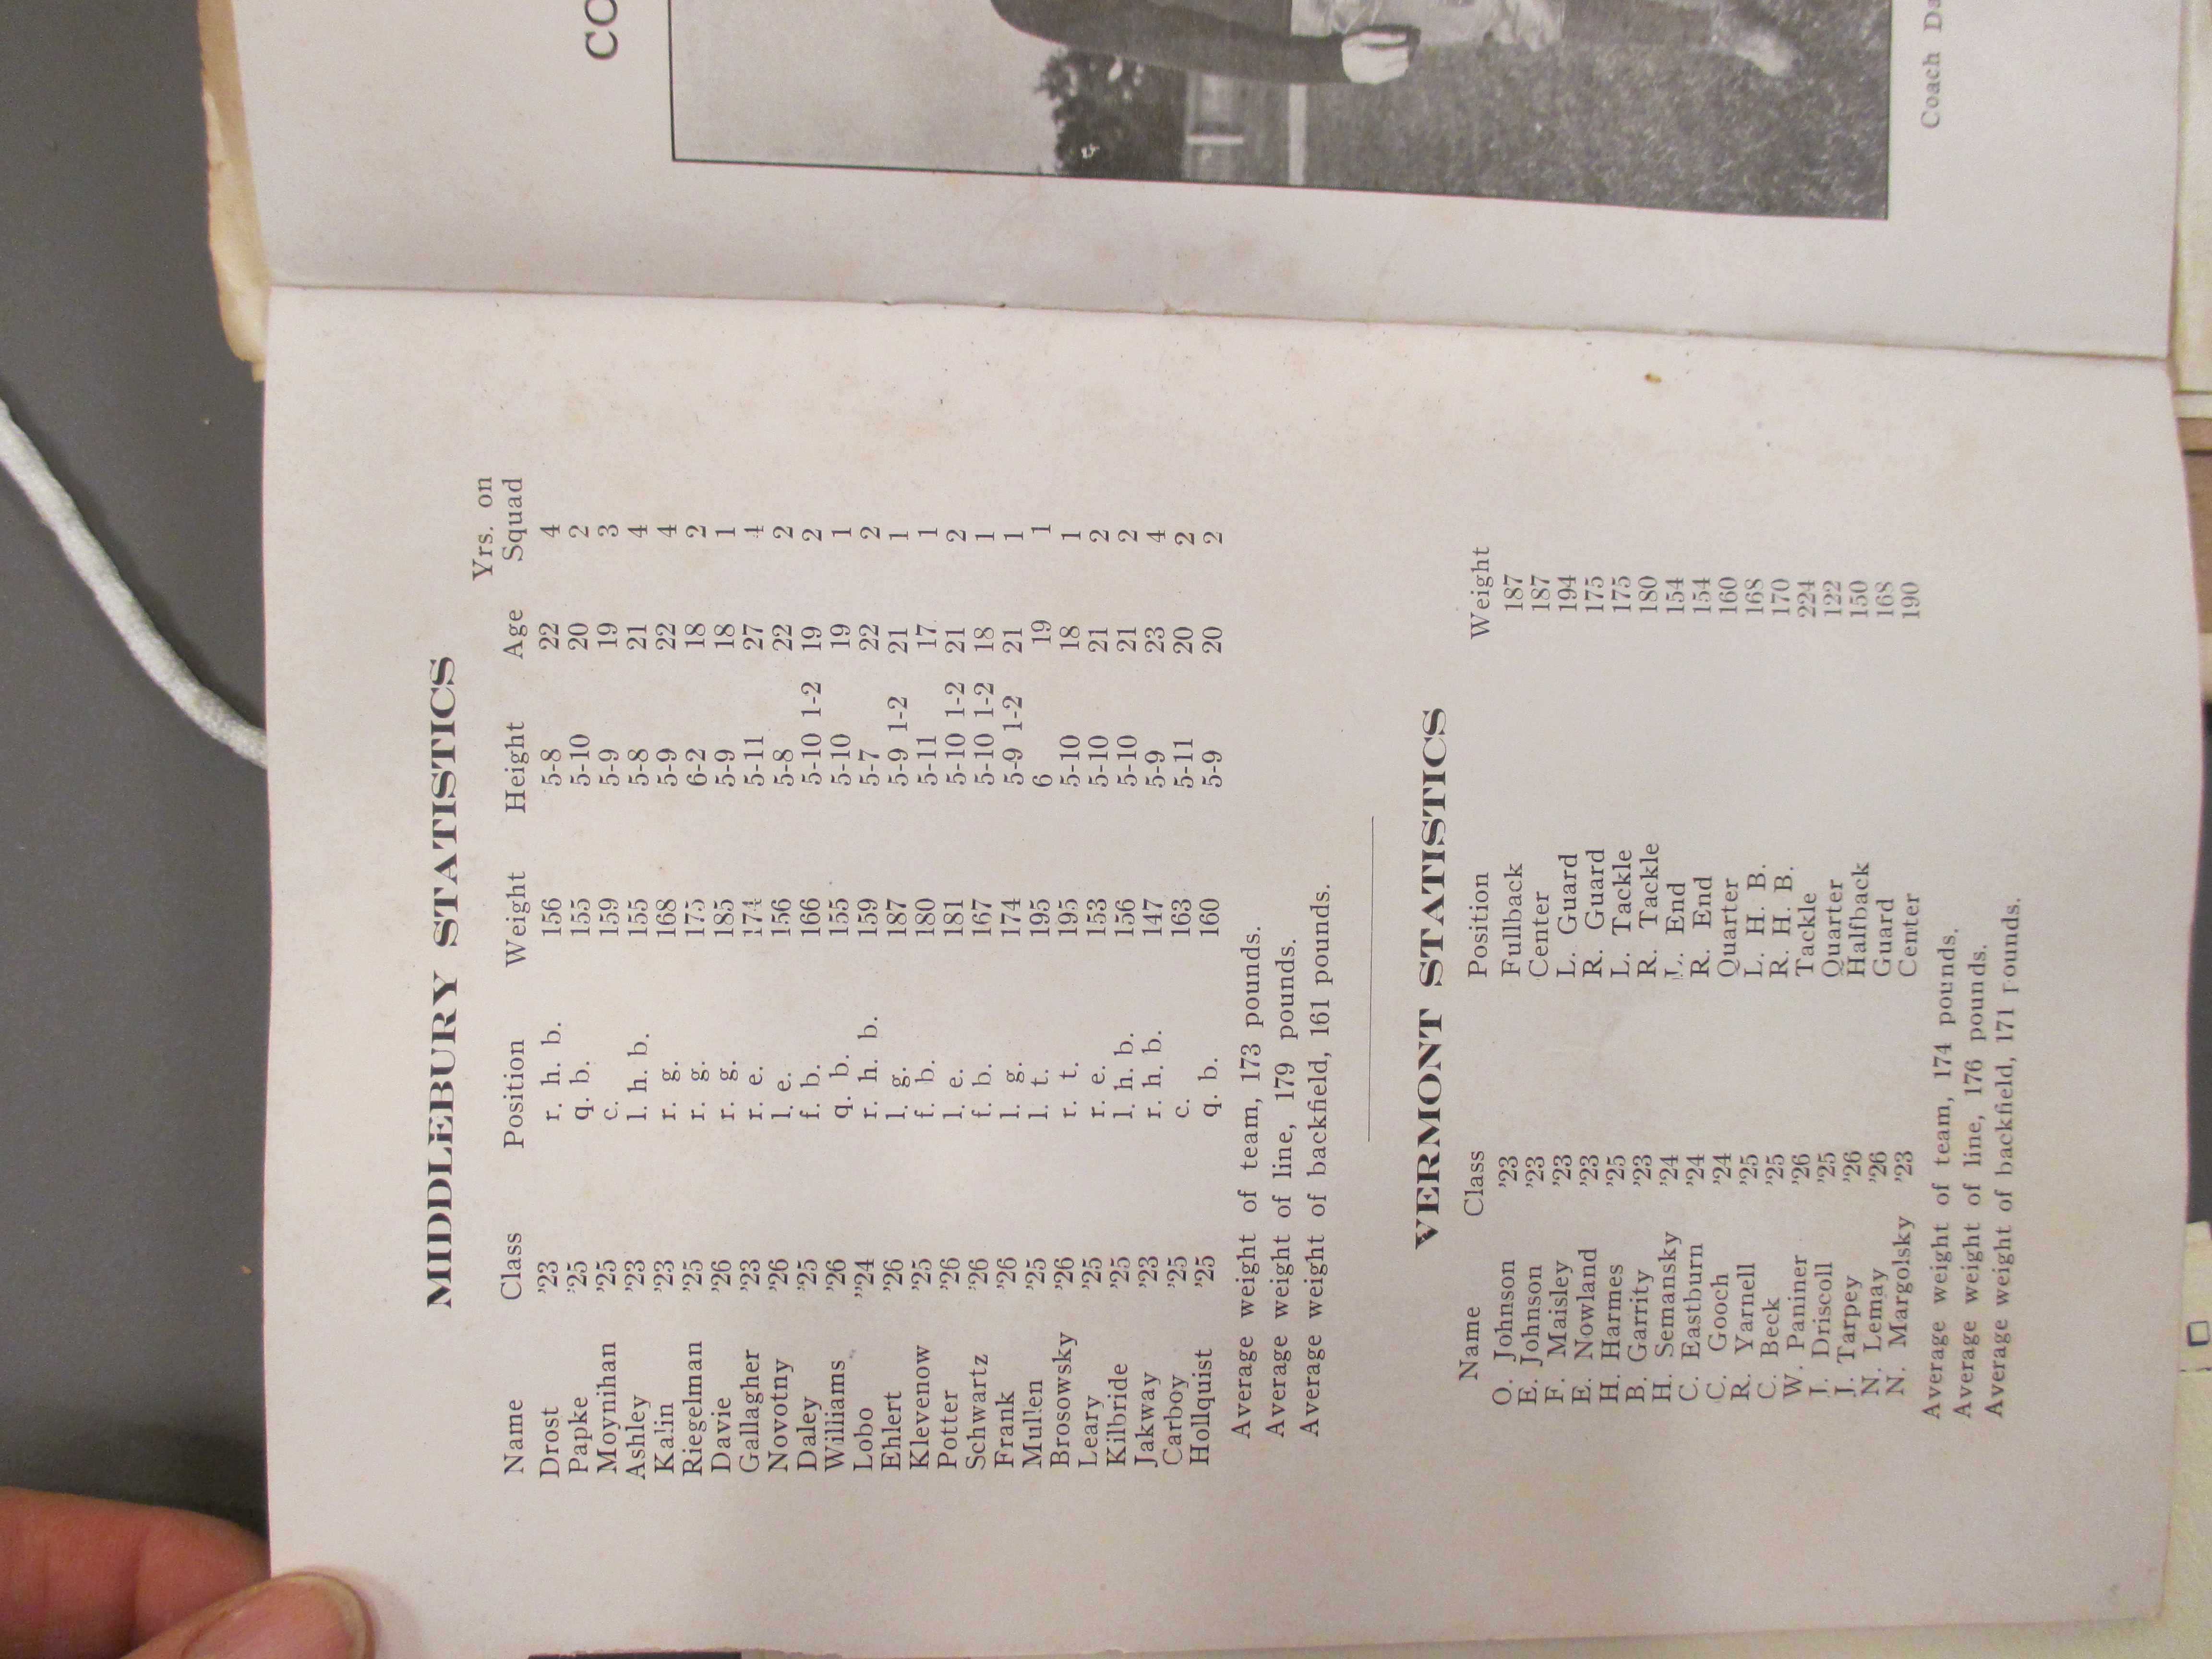 MIDDLEBURY STATISTICS
Yrs. on
Name Class Position Weight Height Age Squad
Drost '23 r. h. b. 156 5-8 22 4
Papke '25 q. b. 155 5-10 20 2
Moynihan '25 c. 159 5-9 19 3
Ashley '23 l. h. b. 155 5-8 21 4
Kalin '23 r. g. 168 5-9 22 4
Riegelman '25 r. g. 175 6-2 18 2
Davie '26 r. g. 185 5-9 18 1
Gallagher '23 r. e. 174 5-11 27 4
Novotny '26 l. e. 156 5-8 22 2
Daley '25 f. b. 166 5-10 1-2 19 2
Williams '26 q. b. 155 5-10 19 1
Lobo "24 r. h. b. 159 5-7 22 2
Ehlert '26 l. g. 187 5-9 1-2 21 1
Klevenow '25 f. b. 180 5-11 17 1
Potter '26 l. e. 181 5-10 1-2 21 2
Schwartz '26 f. b. 167 5-10 1-2 18 1
Frank '26 l. g. 174 5-9 1-2 21 1
Mullen '25 l. t. 195 6 19 1
Brosowsky '26 r. t. 195 5-10 18 1
Leary '25 r. e. 153 5-10 21 2
Kilbride '25 l. h. b. 156 5-10 21 2
Jakway '23 r. h. b. 147 5-9 23 4
Carboy '25 c. 163 5-11 20 2
Hollquist '25 q. b. 160 5-9 20 2
Average weight of team, 173 pounds.
Average weight of line, 179 pounds.
Average weight of backfield, 161 pounds.
VERMONT STATISTICS
Name Class Position Weight
O. Johnson '23 Fullback 187
E. Johnson '23 Center 187
F. Maisley '23 L. Guard 194
E. Nowland '23 R. Guard 175
H. Harmes '25 L. Tackle 175
B. Garrity '23 R. Tackle 180
H. Semansky '24 L. End 154
C. Eastburn '24 R. End 154
C. Gooch '24 Quarter 160
R. Yarnell '25 L. H. B. 168
C. Beck '25 R. H. B. 170
W. Paniner '26 Tackle 224
J. Driscoll '25 Quarter 122
J. Tarpey '26 Halfback 150
N. Lemay '26 Guard 168
N. Margolsky '23 Center 190
Average weight of team, 174 pounds.
Average weight of line, 176 pounds.
Average weight of backfield, 171 pounds.
CO
Coach Da